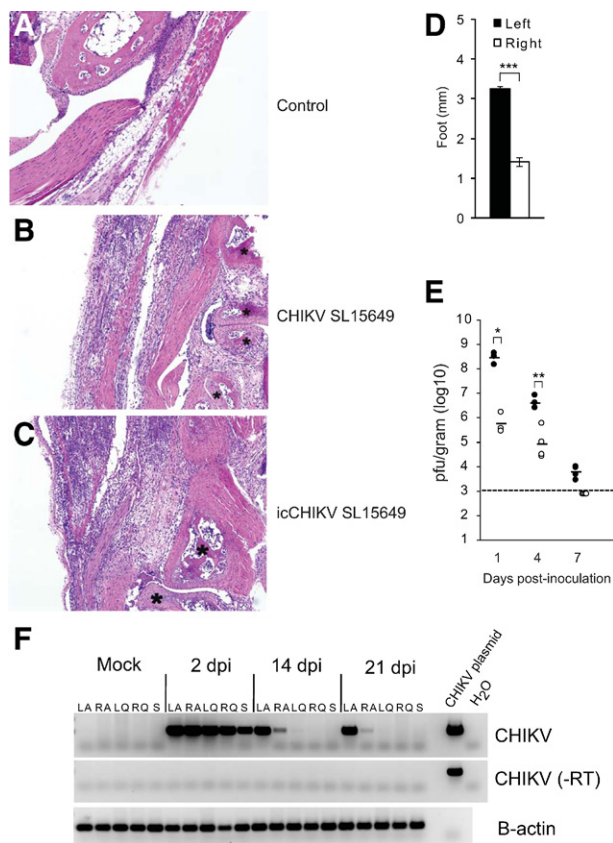 A
Control
B
CHIKV SL15649
C
icCHIKV SL15649
D
Left
Right
***
Foot (mm)
5
4
3
2
1
0
E
pfu/gram (log10)
10
9
8
7
6
5
4
3
2
1
*
**
1 4 7
Days post-inoculation
F
Mock 2 dpi 14 dpi 21 dpi
CHIKV plasmid
H2O
LA RA LQ RQ S LA RA LQ RQ S LA RA LQ RQ S LA RA LQ RQ S
CHIKV
CHIKV (-RT)
B-actin